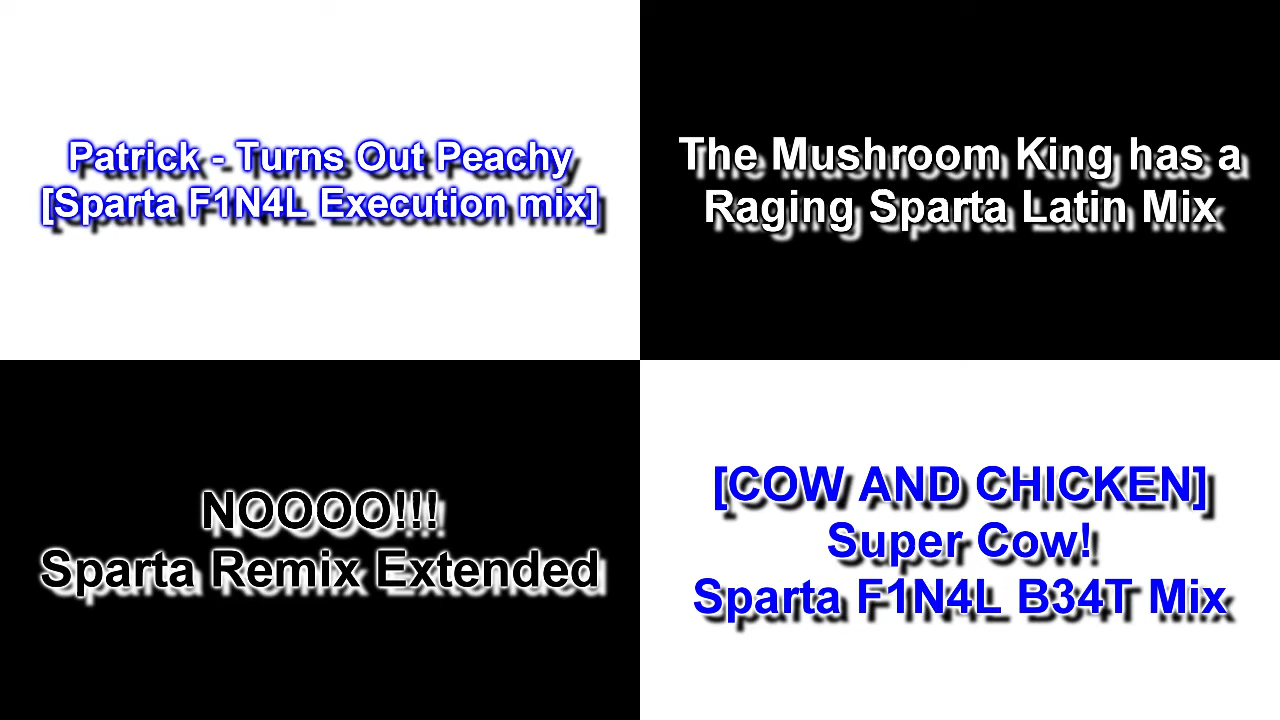 Patrick - Turns Out Peachy
[Sparta F1N4L Execution mix]
The Mushroom King has a
Raging Sparta Latin Mix
NOOOO!!!
Sparta Remix Extended
[COW AND CHICKEN]
Super Cow!
Sparta F1N4L B34T Mix